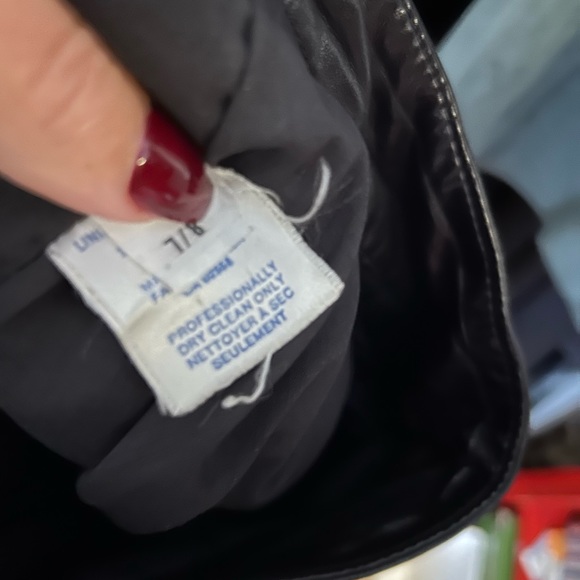 7/8
PROFESSIONALLY
DRY CLEAN ONLY
NETTOYER À SEC
SEULEMENT